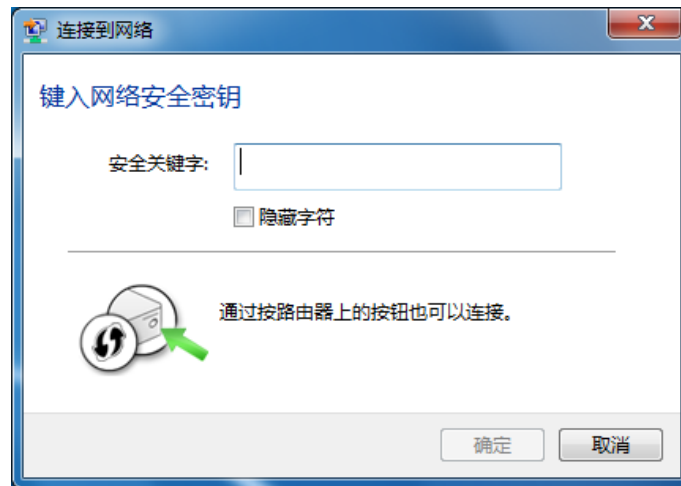 连接到网络
键入网络安全密钥
安全关键字:
隐藏字符
通过按路由器上的按钮也可以连接。
确定
取消